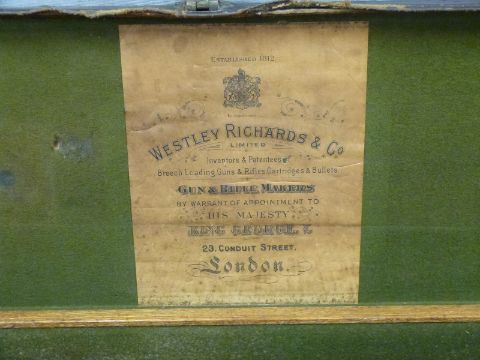 ESTABLISHED 1812
WESTLEY RICHARDS & Co
LIMITED
Inventors & Patentees of
Breech Loading Guns & Rifles Cartridges & Bullets
GUN & RIFLE MAKERS
BY WARRANT OF APPOINTMENT TO
HIS MAJESTY
KING GEORGE. V.
23. CONDUIT STREET.
London.